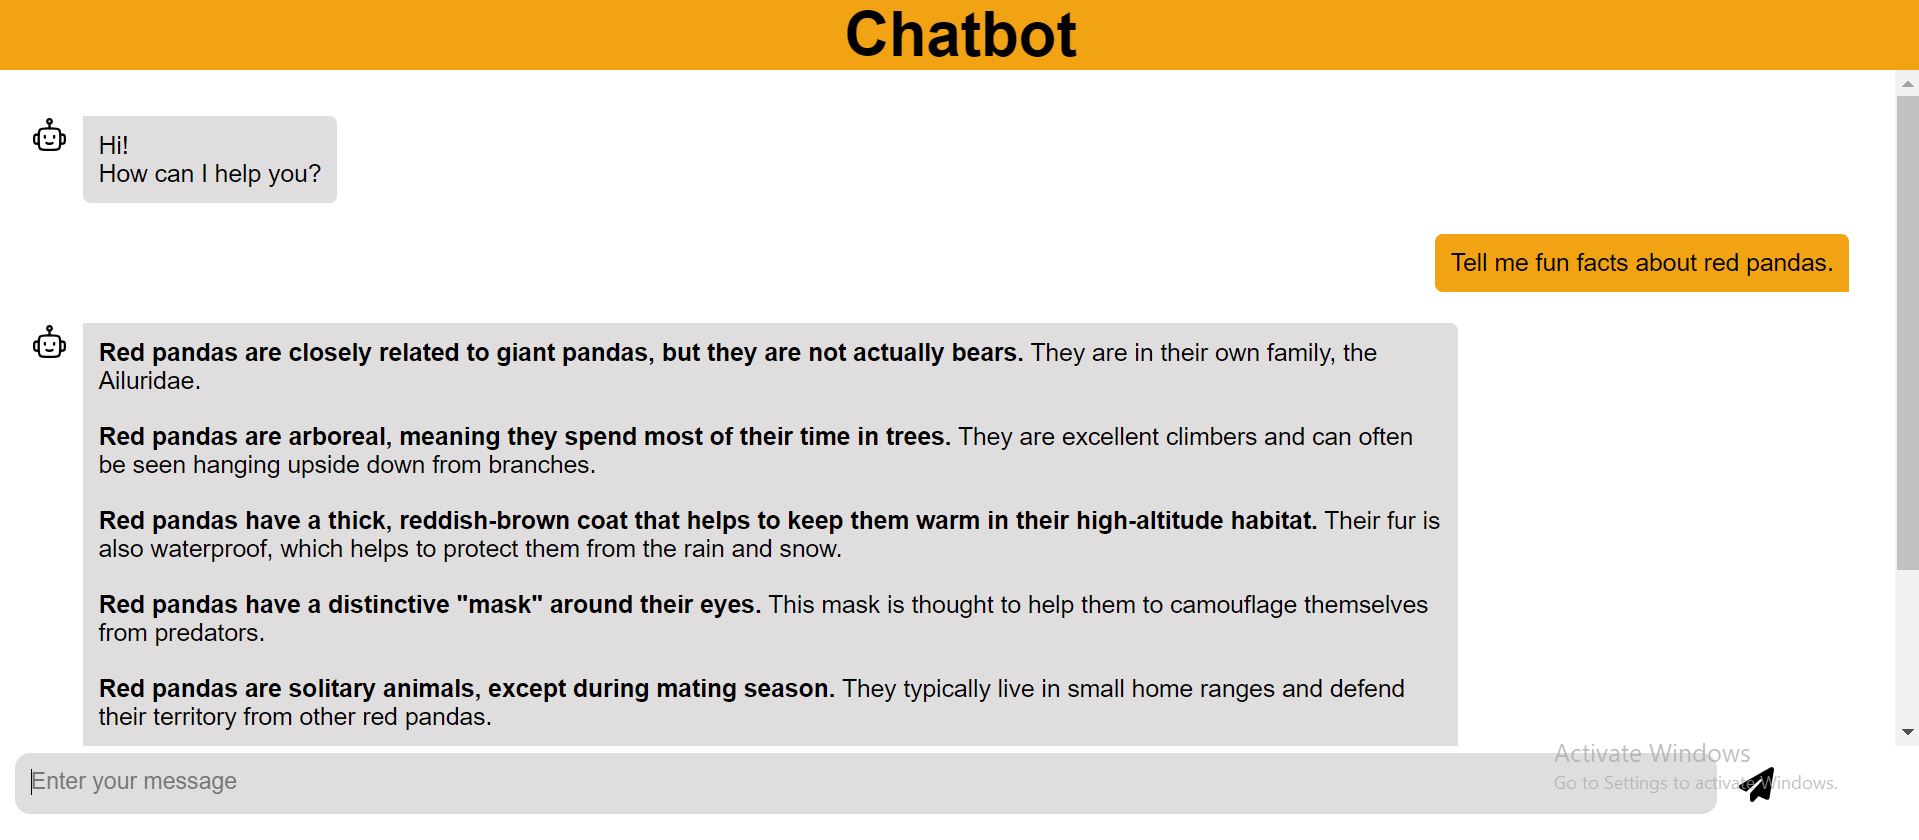 Chatbot
Hi!
How can I help you?
Tell me fun facts about red pandas.
Red pandas are closely related to giant pandas, but they are not actually bears. They are in their own family, the
Ailuridae.
Red pandas are arboreal, meaning they spend most of their time in trees. They are excellent climbers and can often
be seen hanging upside down from branches.
Red pandas have a thick, reddish-brown coat that helps to keep them warm in their high-altitude habitat. Their fur is
also waterproof, which helps to protect them from the rain and snow.
Red pandas have a distinctive "mask" around their eyes. This mask is thought to help them to camouflage themselves
from predators.
Red pandas are solitary animals, except during mating season. They typically live in small home ranges and defend
their territory from other red pandas.
Activate Windows
Enter your message
Go to Settings to activate Windows.